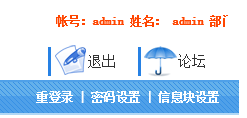 帐号：admin 姓名： admin 部
退出 论坛
重登录 | 密码设置 | 信息块设置